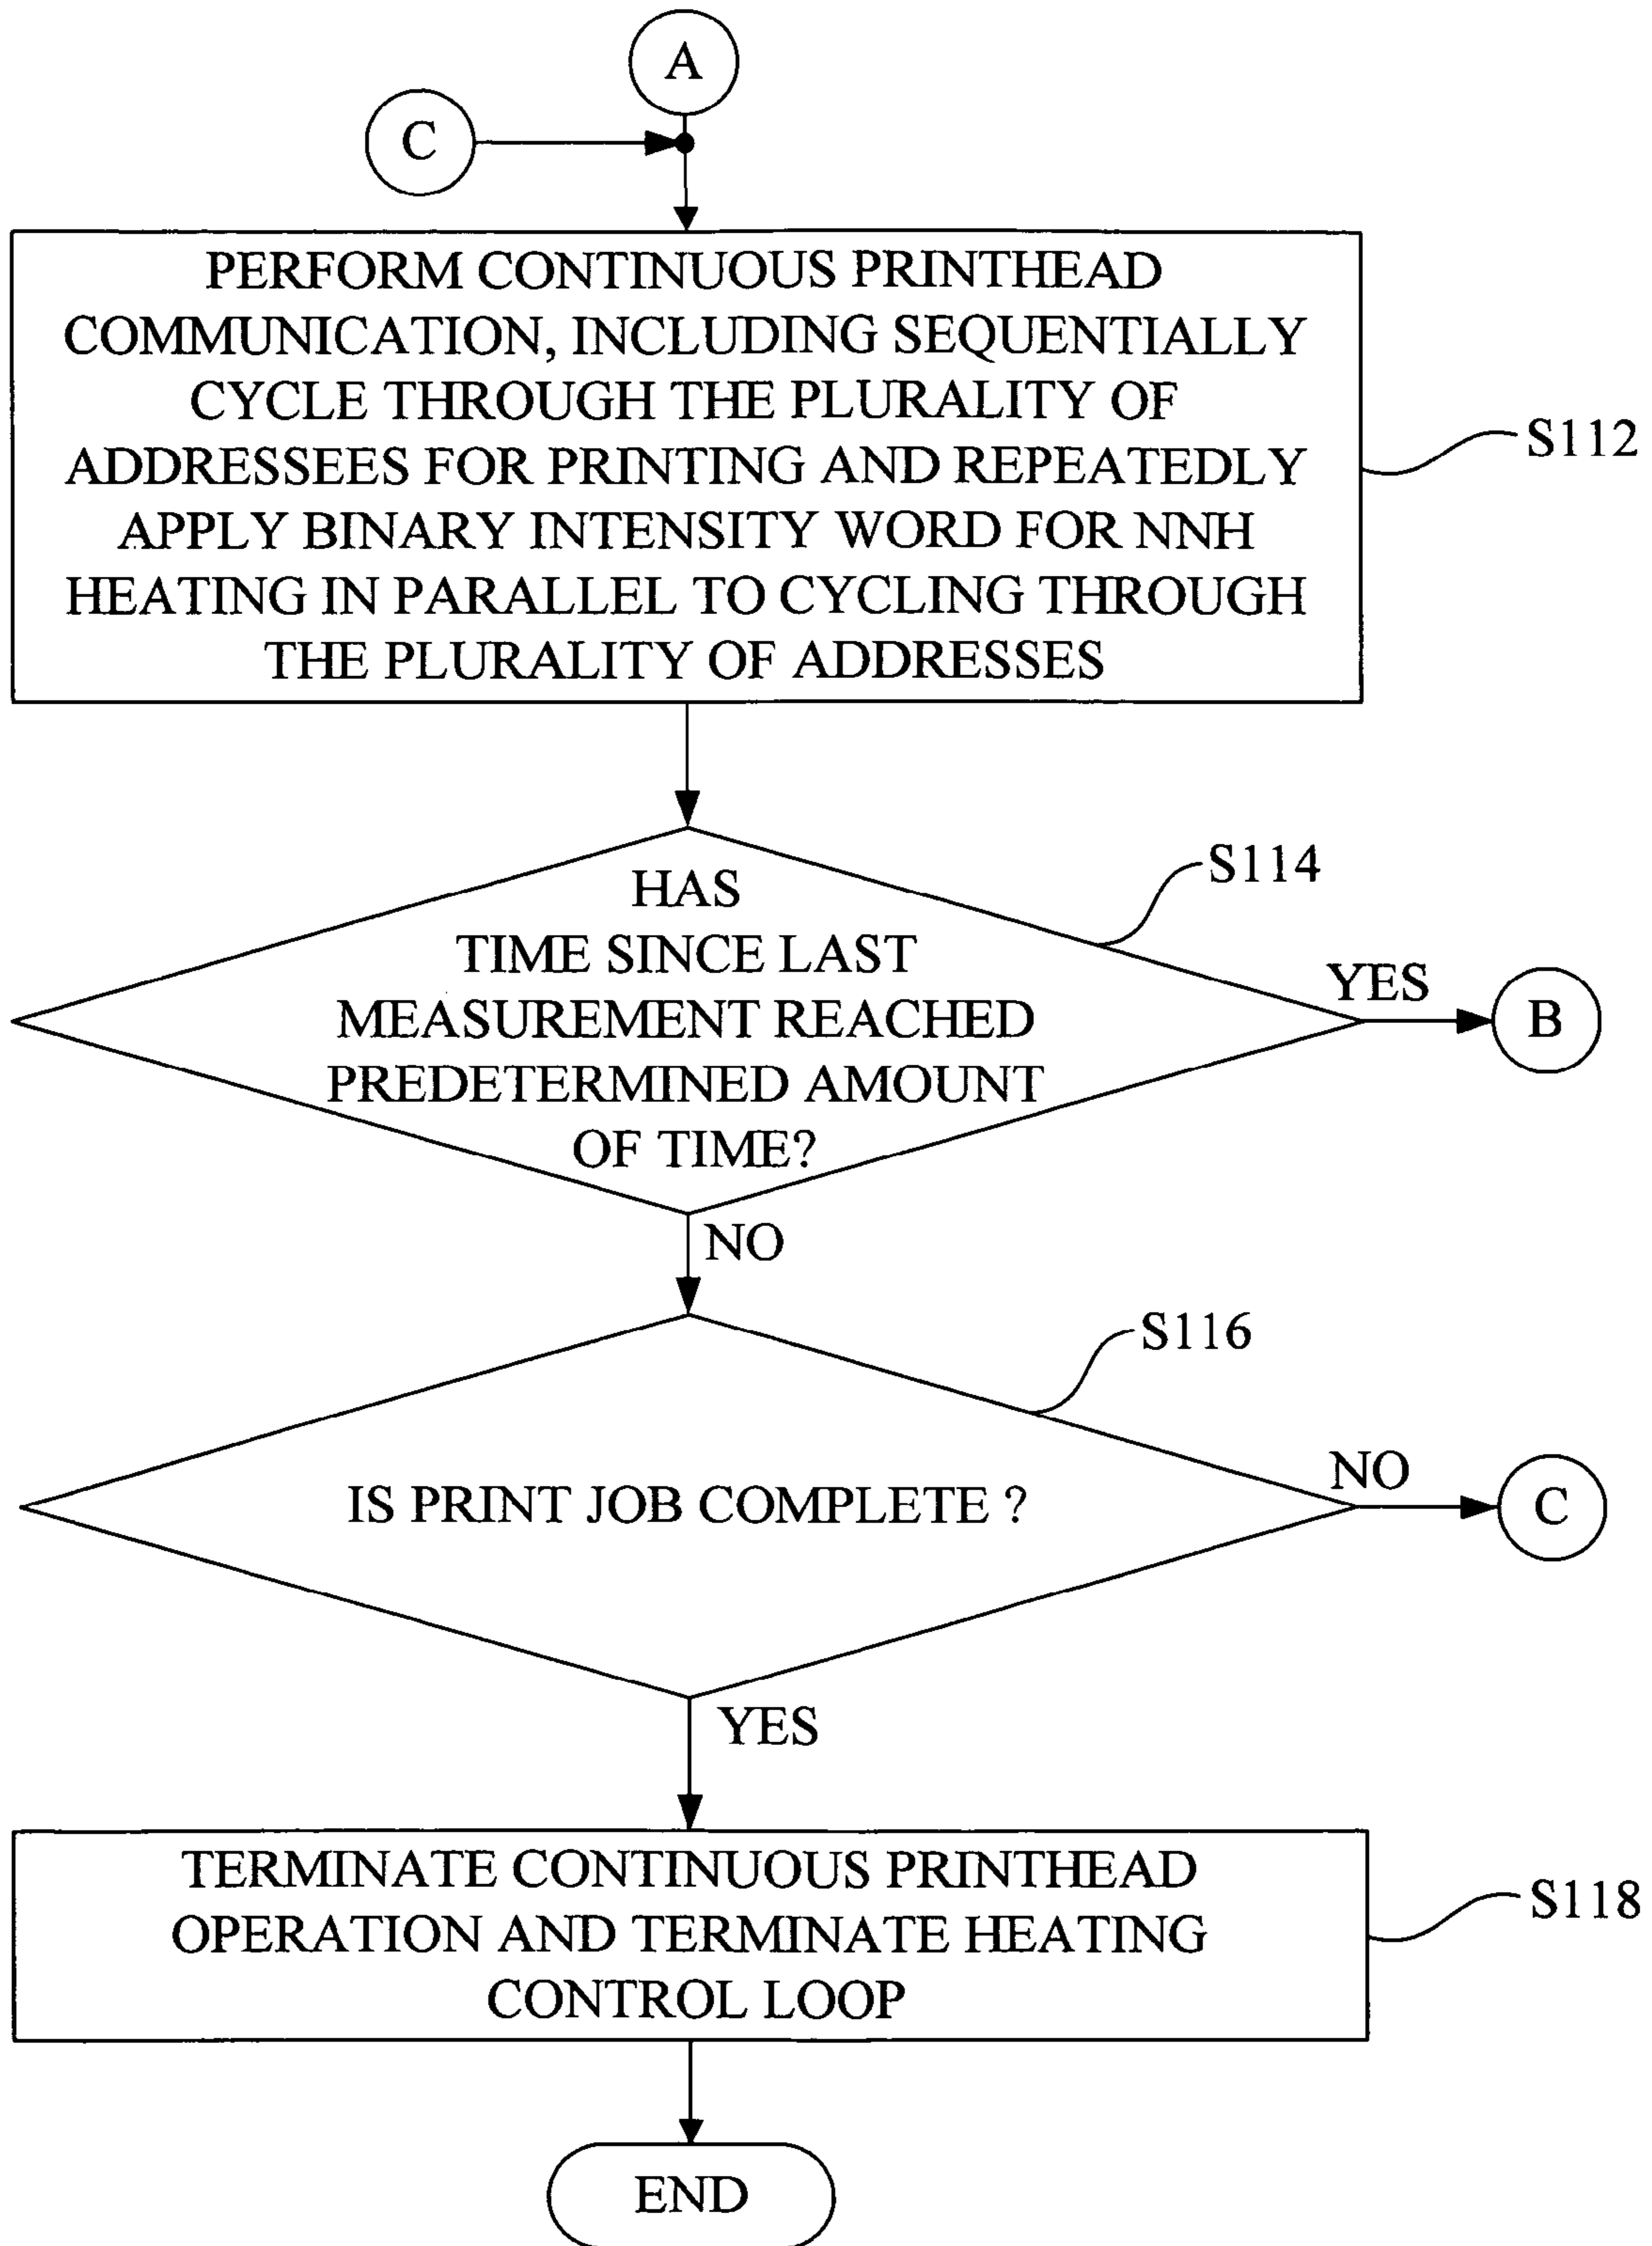 A
C
PERFORM CONTINUOUS PRINTHEAD
COMMUNICATION, INCLUDING SEQUENTIALLY
CYCLE THROUGH THE PLURALITY OF
ADDRESSEES FOR PRINTING AND REPEATEDLY
APPLY BINARY INTENSITY WORD FOR NNH
HEATING IN PARALLEL TO CYCLING THROUGH
THE PLURALITY OF ADDRESSES
S112
HAS
TIME SINCE LAST
MEASUREMENT REACHED
PREDETERMINED AMOUNT
OF TIME?
S114
YES
B
NO
S116
IS PRINT JOB COMPLETE ?
NO
C
YES
TERMINATE CONTINUOUS PRINTHEAD
OPERATION AND TERMINATE HEATING
CONTROL LOOP
S118
END